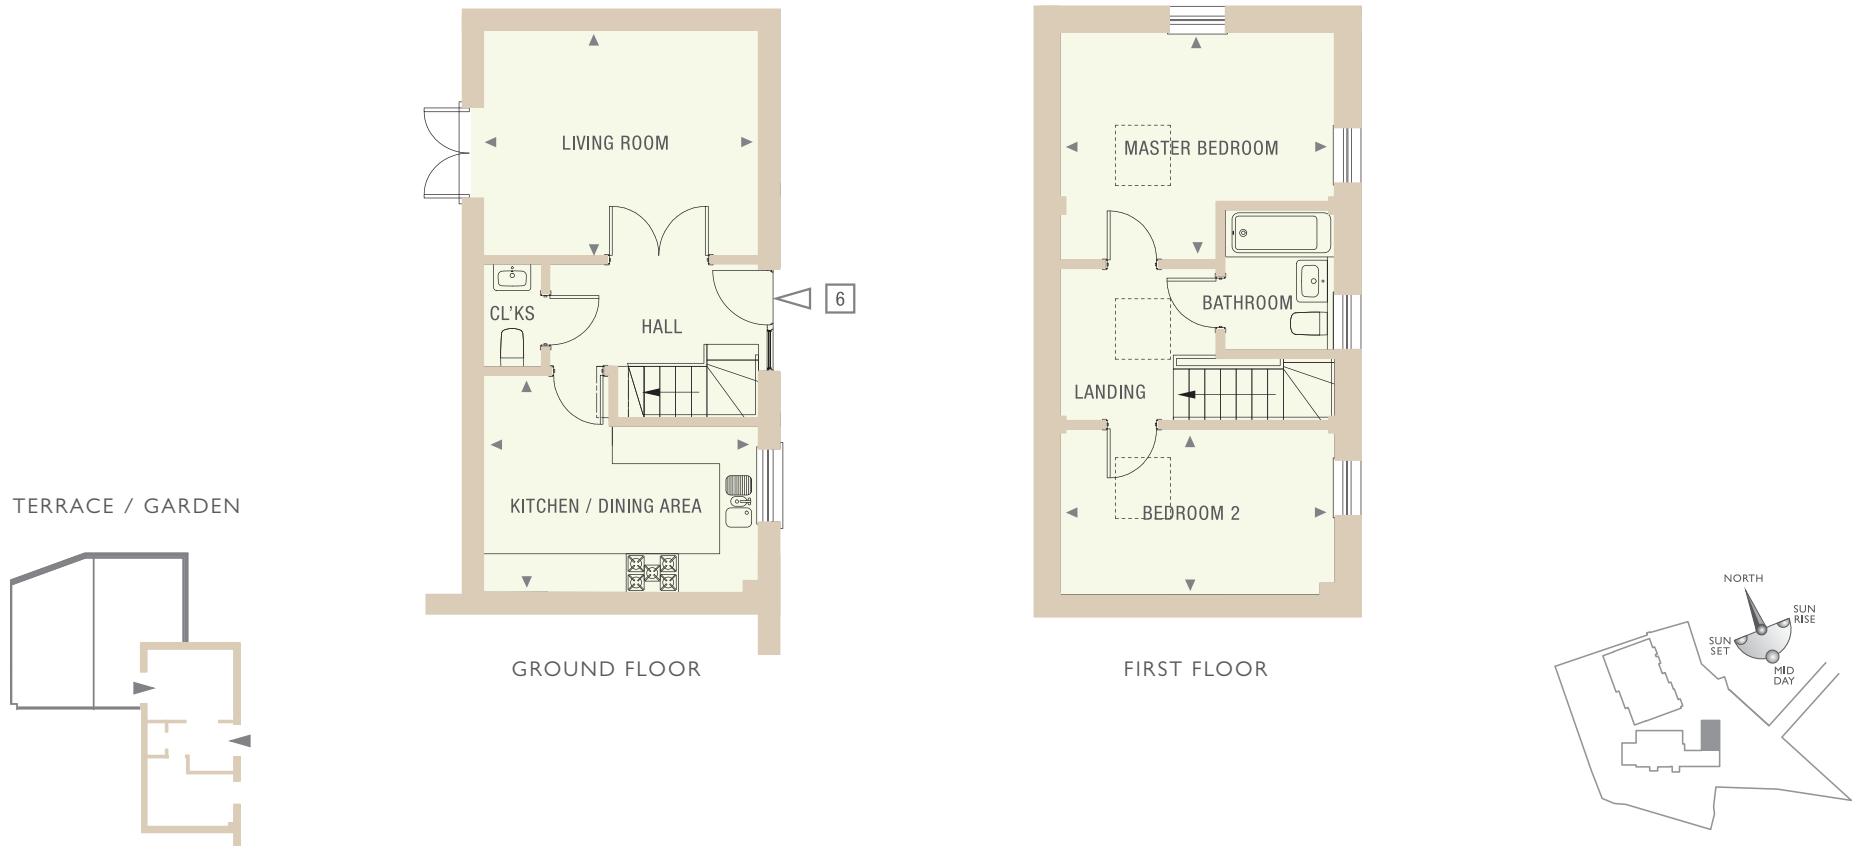 LIVING ROOM
CL'KS
HALL
6
KITCHEN / DINING AREA
GROUND FLOOR
MASTER BEDROOM
BATHROOM
LANDING
BEDROOM 2
FIRST FLOOR
TERRACE / GARDEN
NORTH
SUN
RISE
SUN
SET
MID
DAY